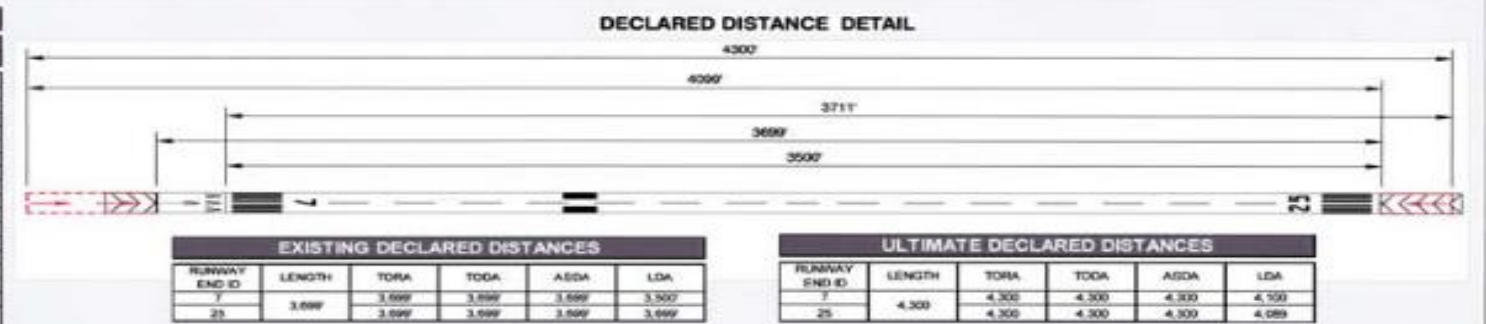 DECLARED DISTANCE DETAIL
4300'
4099'
3711'
3699'
3500'
7
25
EXISTING DECLARED DISTANCES
RUNWAY END ID LENGTH TORA TODA ASDA LDA
7 3,699' 3,699' 3,699' 3,699' 3,500'
25 3,699' 3,699' 3,699' 3,699'
ULTIMATE DECLARED DISTANCES
RUNWAY END ID LENGTH TORA TODA ASDA LDA
7 4,300 4,300 4,300 4,300 4,100
25 4,300 4,300 4,300 4,089